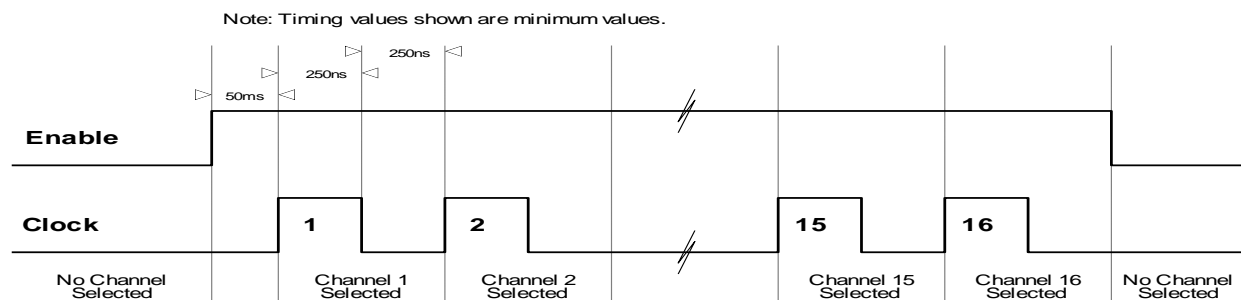 Note: Timing values shown are minimum values.
250ns
250ns
50ms
Enable
Clock
1
2
15
16
No Channel
Selected
Channel 1
Selected
Channel 2
Selected
Channel 15
Selected
Channel 16
Selected
No Channel
Selected